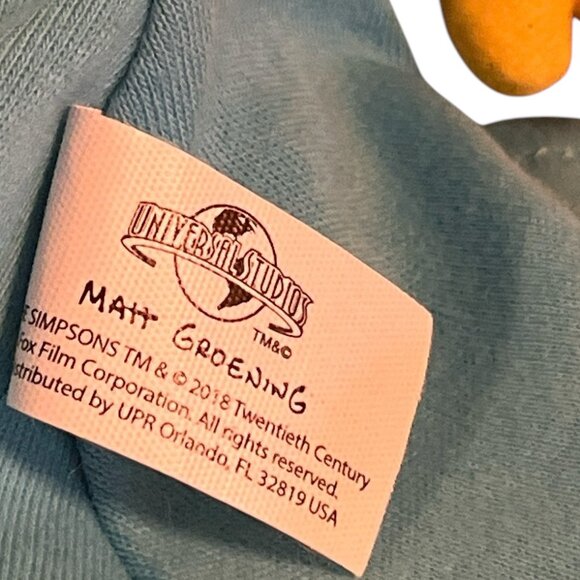 UNIVERSAL STUDIOS
TM&©
MATT GROENING
SIMPSONS TM & © 2018 Twentieth Century
Fox Film Corporation. All rights reserved.
stributed by UPR Orlando, FL 32819 USA